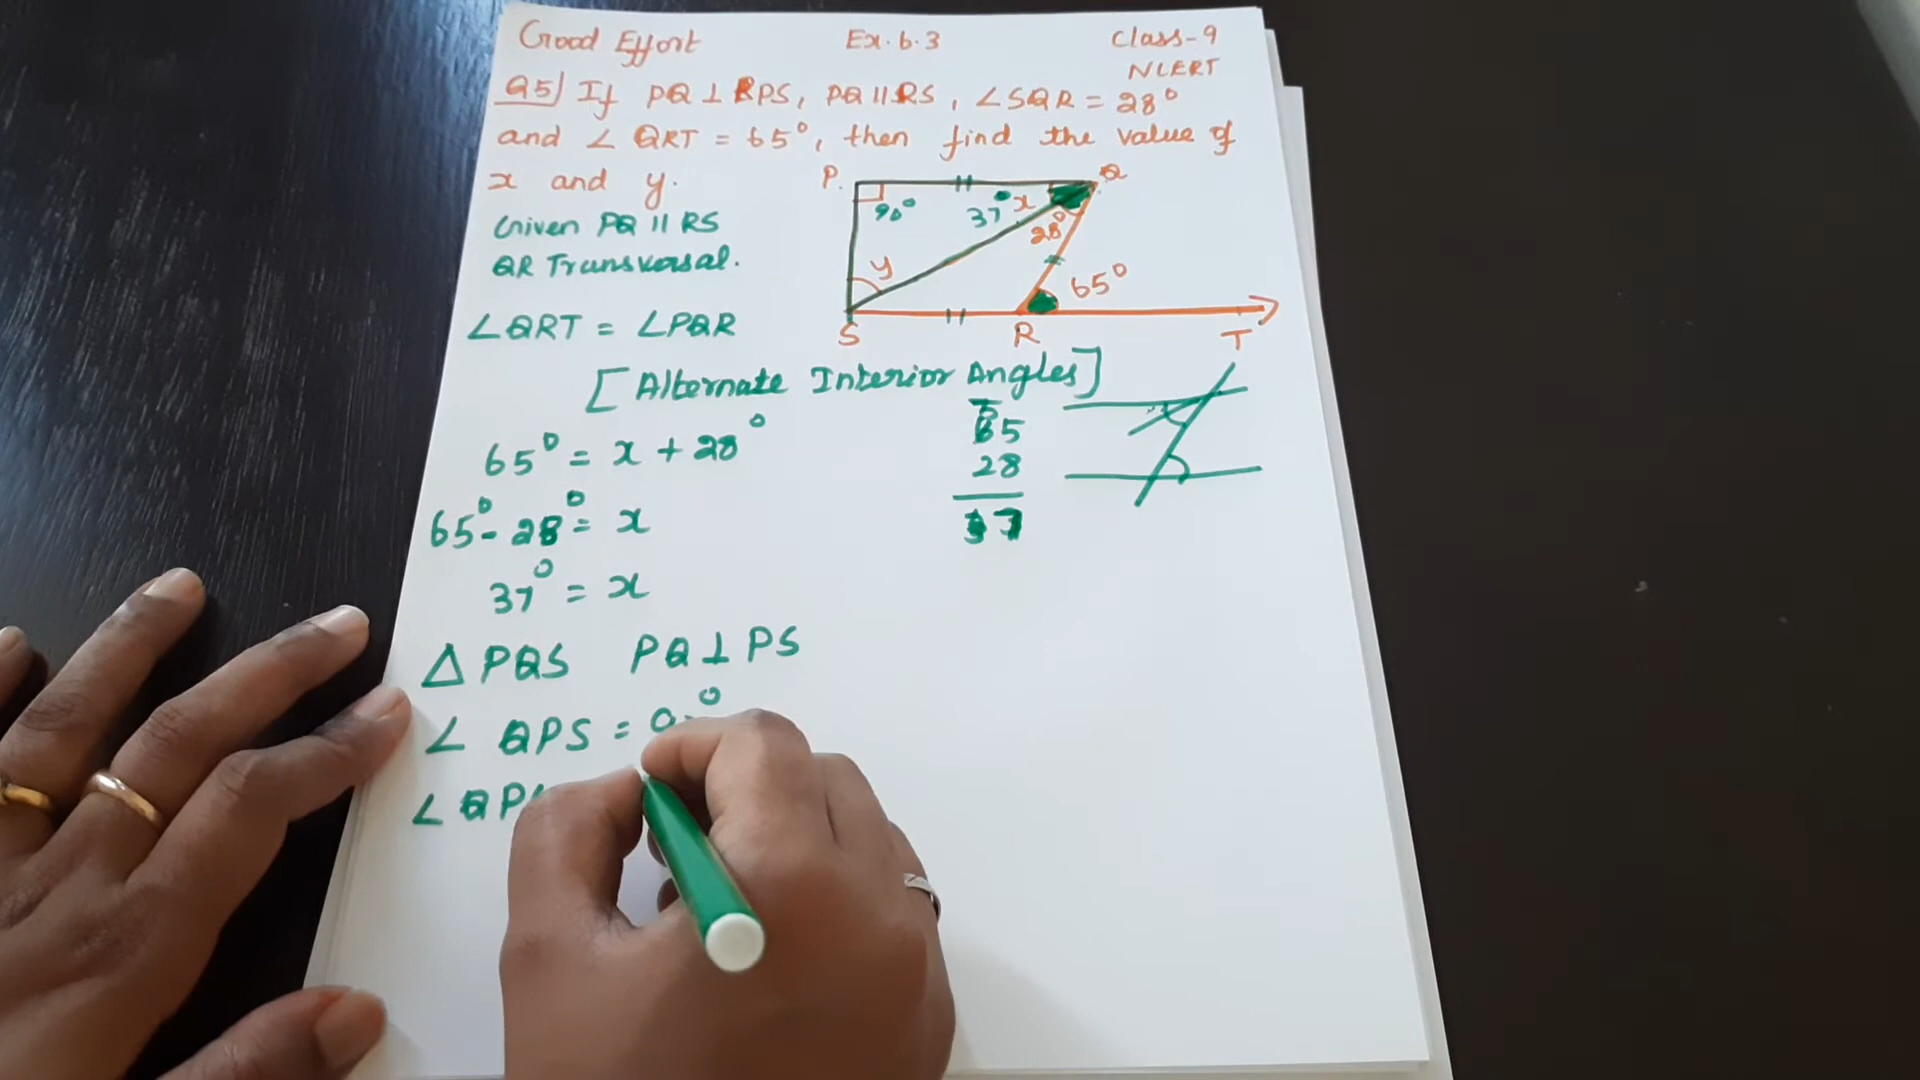 Good Effort Ex. 6.3 Class-9
NCERT
Q5) If PQ ⊥ PS, PQ || RS, ∠SQR = 28°
and ∠ QRT = 65°, then find the value of
x and y.
P. Q
90° 37° x
28°
y
65°
S R T
Given PQ || RS
QR Transversal.
∠QRT = ∠PQR
[Alternate Interior Angles]
65° = x + 28°
65° - 28° = x
37° = x
65
28
37
△ PQS PQ ⊥ PS
∠ QPS =
∠ QP